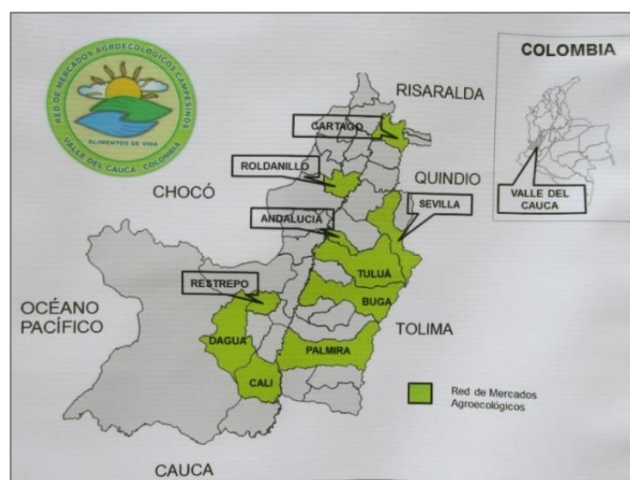 RED DE MERCADOS AGROECOLÓGICOS CAMPESINOS
ALIMENTOS DE VIDA
VALLE DEL CAUCA - COLOMBIA
COLOMBIA
VALLE DEL
CAUCA
RISARALDA
CARTAGO
ROLDANILLO
QUINDIO
CHOCÓ
SEVILLA
ANDALUCIA
TULUÁ
RESTREPO
BUGA
OCÉANO
PACÍFICO
TOLIMA
DAGUA
PALMIRA
CALI
Red de Mercados
Agroecológicos
CAUCA